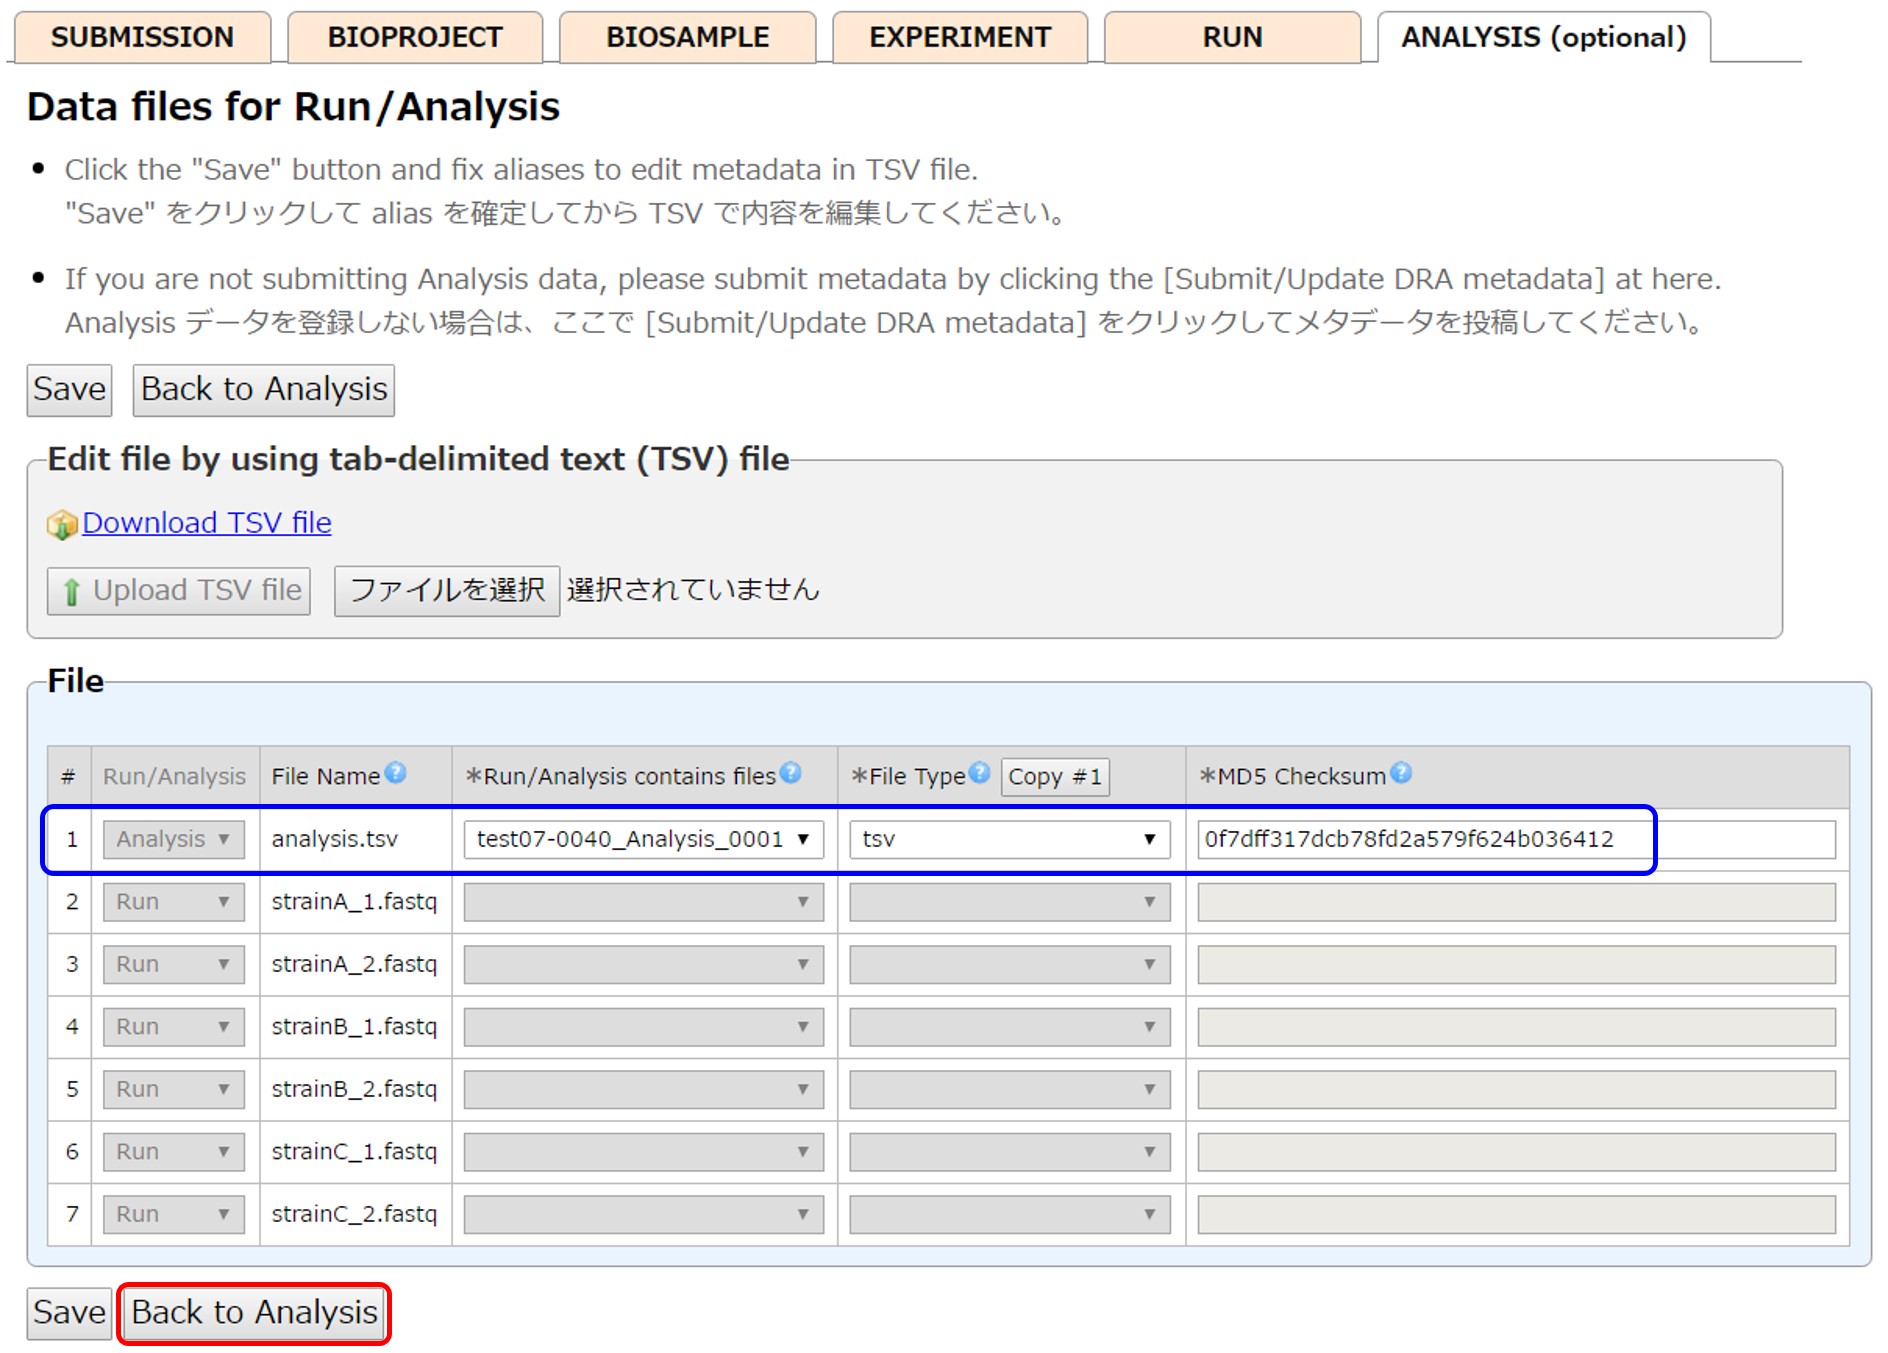 SUBMISSION BIOPROJECT BIOSAMPLE EXPERIMENT RUN ANALYSIS (optional)
Data files for Run/Analysis
Click the "Save" button and fix aliases to edit metadata in TSV file.
"Save" をクリックして alias を確定してから TSV で内容を編集してください。
If you are not submitting Analysis data, please submit metadata by clicking the [Submit/Update DRA metadata] at here.
Analysis データを登録しない場合は、ここで [Submit/Update DRA metadata] をクリックしてメタデータを投稿してください。
Save Back to Analysis
Edit file by using tab-delimited text (TSV) file
Download TSV file
Upload TSV file ファイルを選択 選択されていません
File
# Run/Analysis File Name? *Run/Analysis contains files? *File Type? Copy #1 *MD5 Checksum?
1 Analysis analysis.tsv test07-0040_Analysis_0001 tsv 0f7dff317dcb78fd2a579f624b036412
2 Run strainA_1.fastq
3 Run strainA_2.fastq
4 Run strainB_1.fastq
5 Run strainB_2.fastq
6 Run strainC_1.fastq
7 Run strainC_2.fastq
Save Back to Analysis